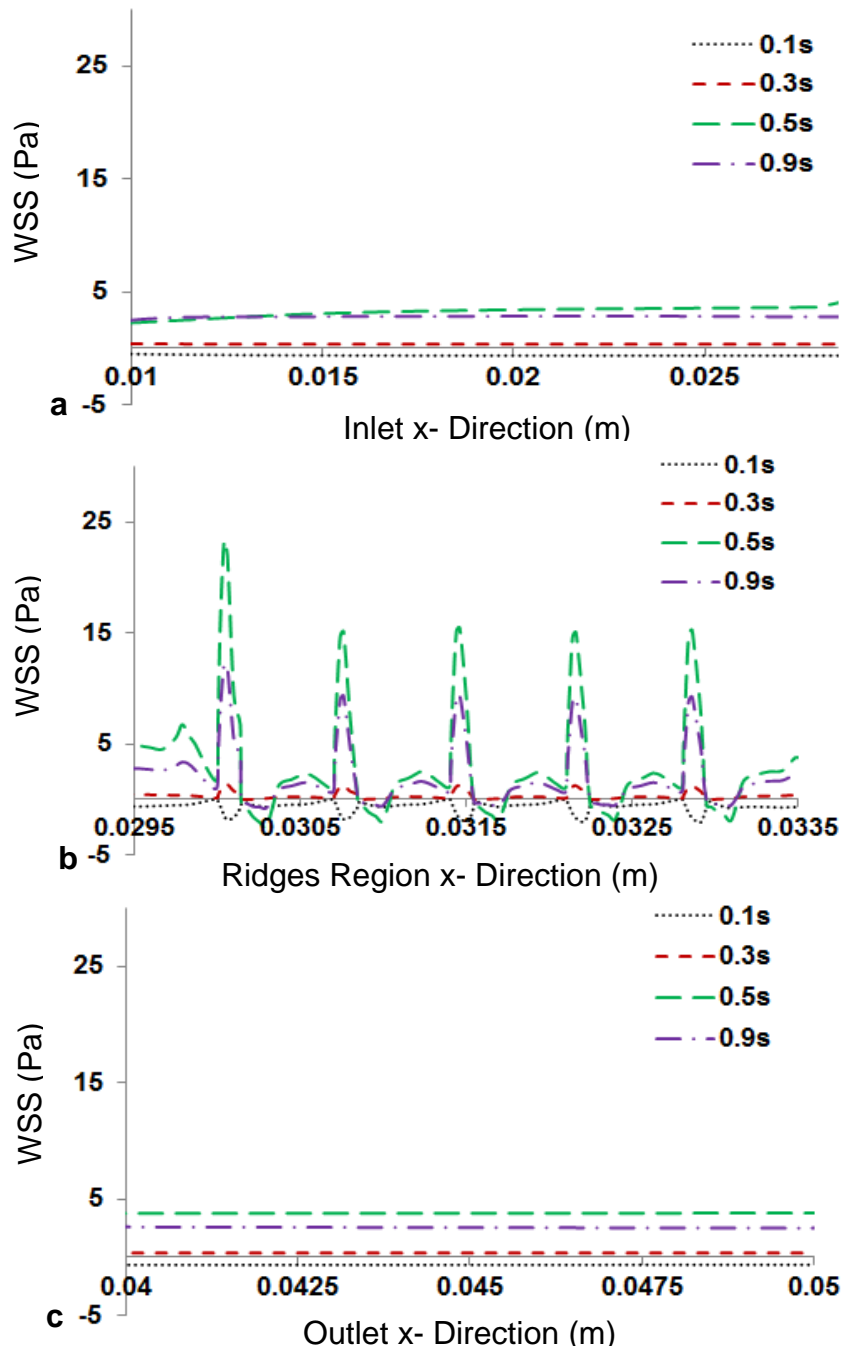 25
15
5
-5
WSS (Pa)
0.1s
0.3s
0.5s
0.9s
0.01
0.015
0.02
0.025
a
Inlet x- Direction (m)
25
15
5
-5
WSS (Pa)
0.1s
0.3s
0.5s
0.9s
0.0295
0.0305
0.0315
0.0325
0.0335
b
Ridges Region x- Direction (m)
25
15
5
-5
WSS (Pa)
0.1s
0.3s
0.5s
0.9s
0.04
0.0425
0.045
0.0475
0.05
c
Outlet x- Direction (m)